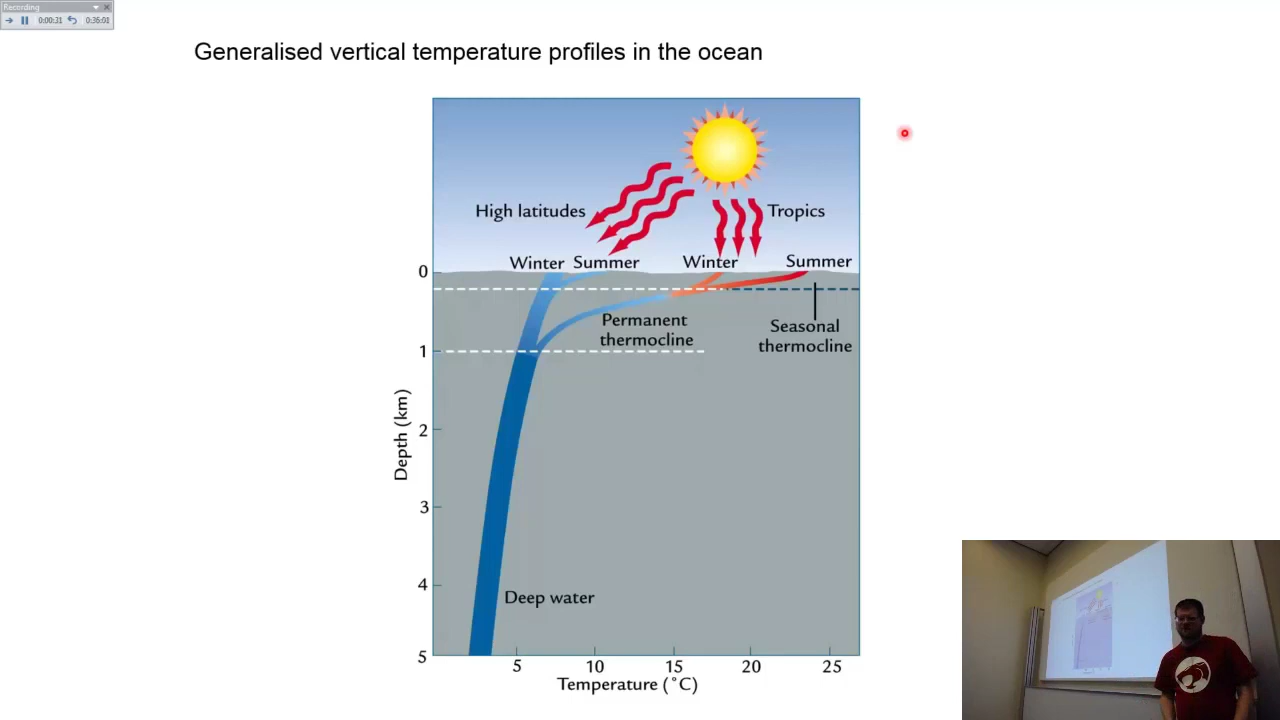 Recording
0:00:31
0:36:01
Generalised vertical temperature profiles in the ocean
High latitudes
Tropics
Winter Summer
Winter
Summer
0
Permanent
thermocline
Seasonal
thermocline
1
Depth (km)
2
3
4
Deep water
5
5 10 15 20 25
Temperature (°C)